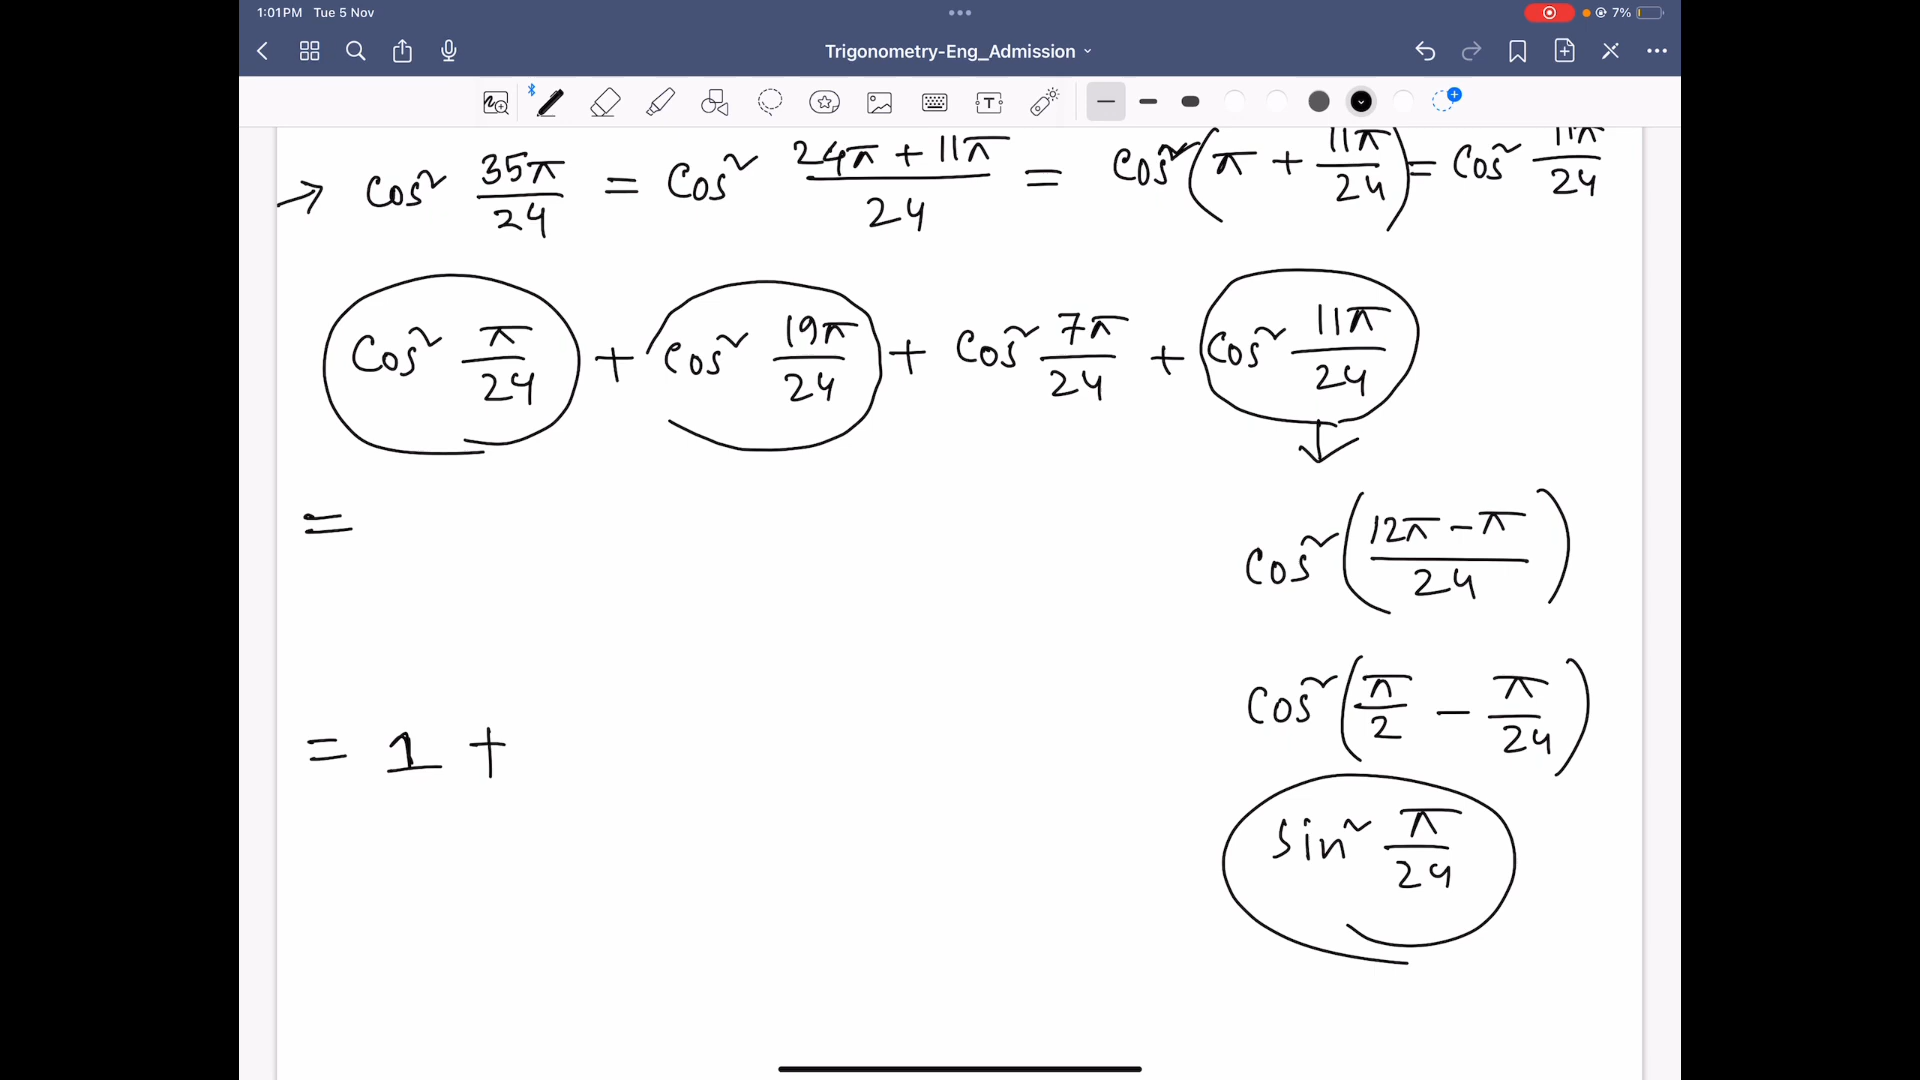 1:01PM Tue 5 Nov
7%
Trigonometry-Eng_Admission
→ Cos² 35π/24 = Cos² (24π + 11π)/24 = Cos² (π + 11π/24) = Cos² 11π/24
Cos² π/24 + Cos² 19π/24 + Cos² 7π/24 + Cos² 11π/24
↓
=
Cos² ((12π - π)/24)
Cos² (π/2 - π/24)
= 1 +
Sin² π/24